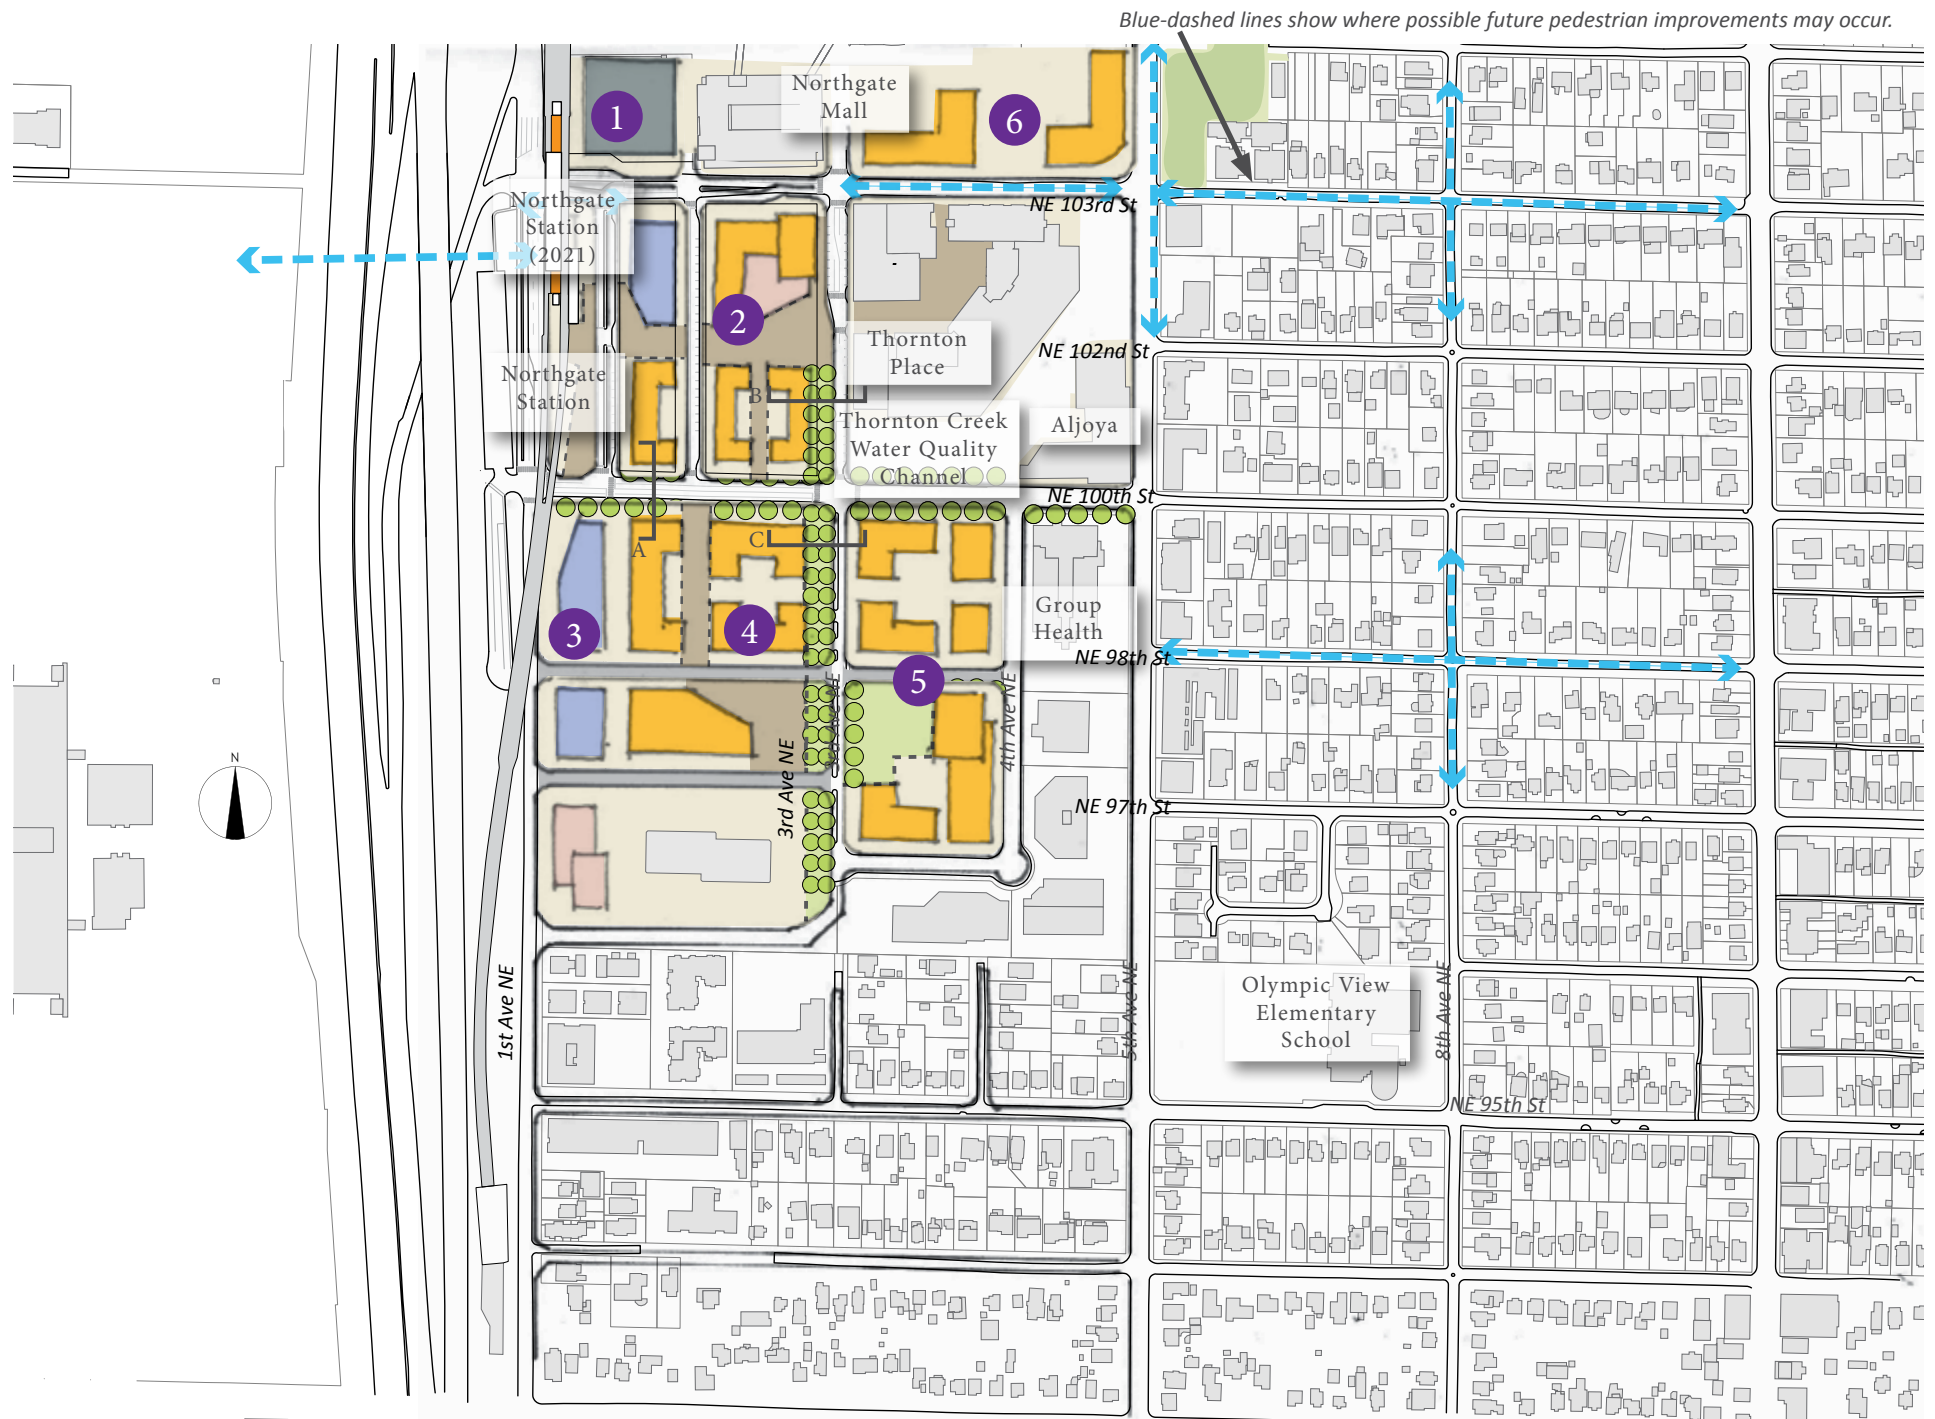 Blue-dashed lines show where possible future pedestrian improvements may occur.
1
Northgate
Mall
6
Northgate
Station
(2021)
NE 103rd St
2
Thornton
Place
NE 102nd St
Northgate
Station
B
Thornton Creek
Water Quality
Channel
Aljoya
NE 100th St
A
C
3
4
Group
Health
NE 98th St
5
4th Ave NE
3rd Ave NE
N
NE 97th St
1st Ave NE
5th Ave NE
8th Ave NE
Olympic View
Elementary
School
NE 95th St